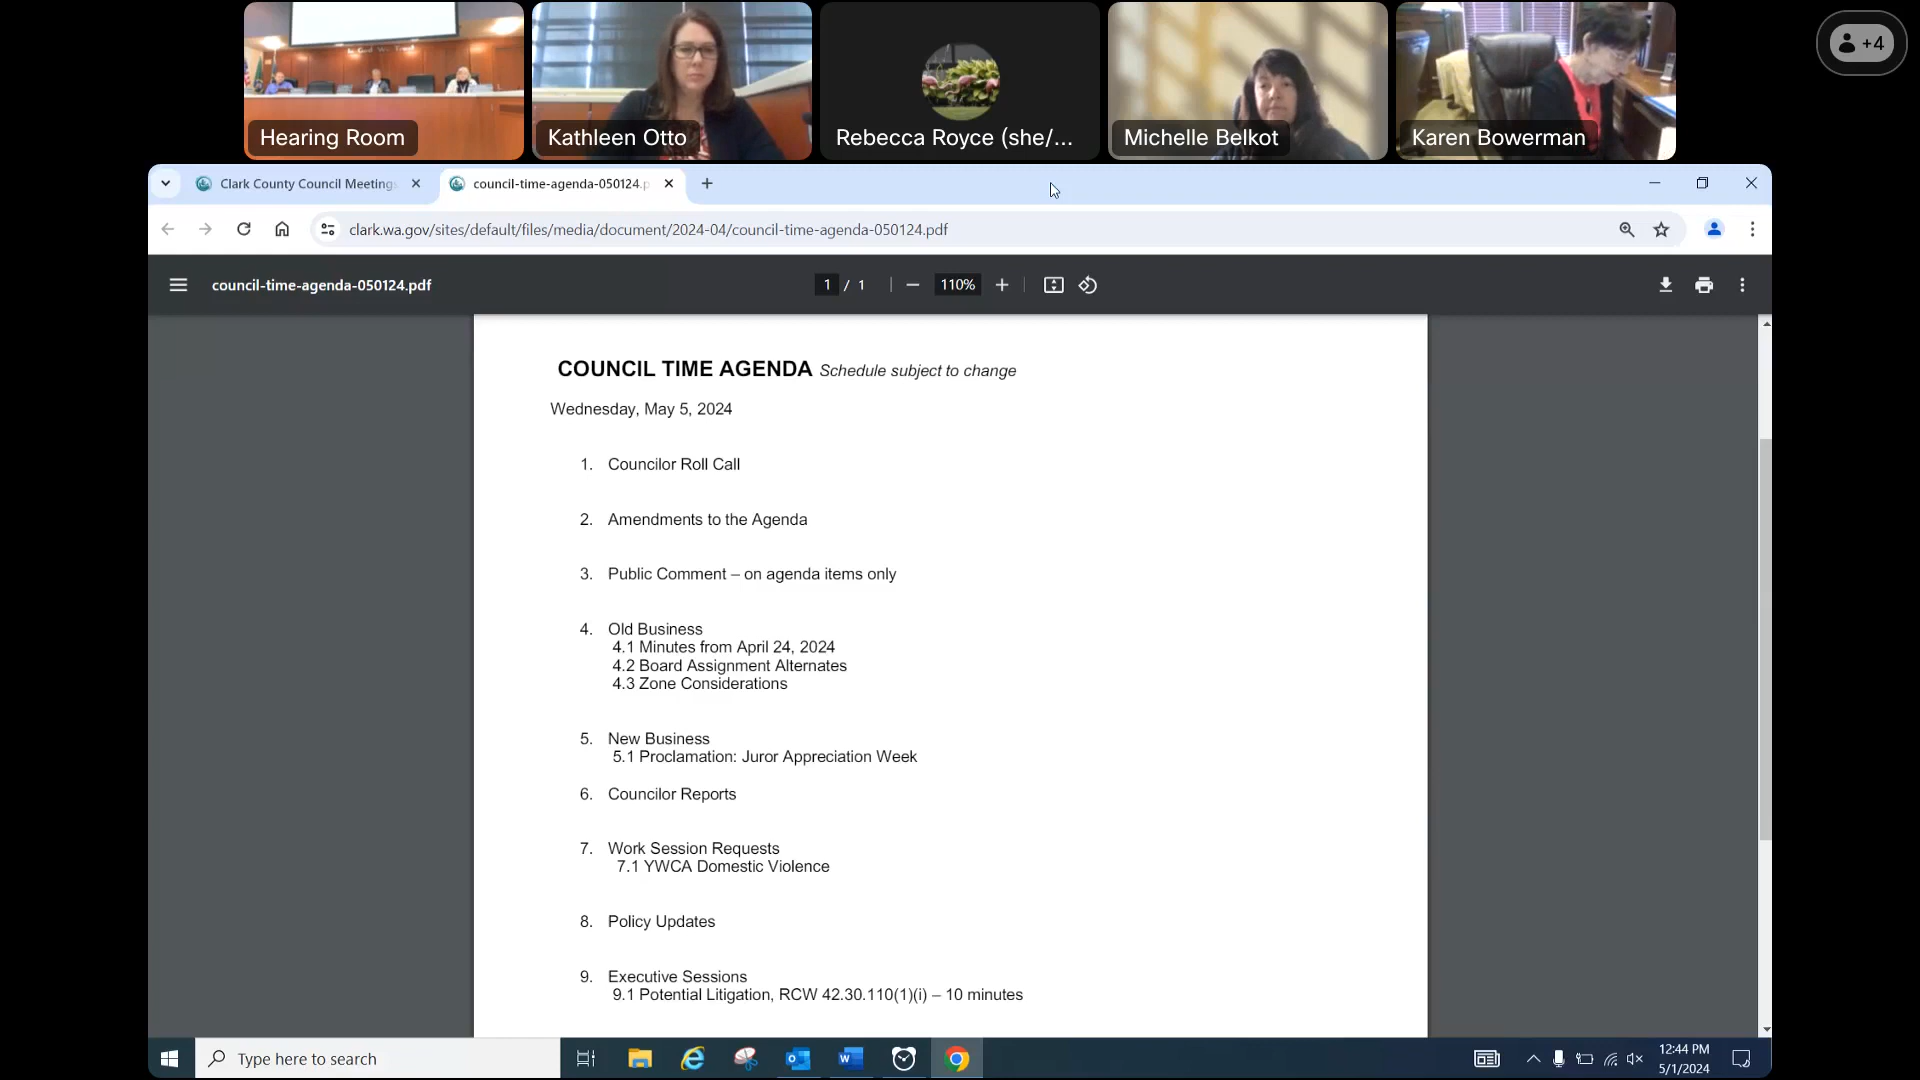 +4
Hearing Room
Kathleen Otto
Rebecca Royce (she/...
Michelle Belkot
Karen Bowerman
Clark County Council Meetings
council-time-agenda-050124.p
clark.wa.gov/sites/default/files/media/document/2024-04/council-time-agenda-050124.pdf
council-time-agenda-050124.pdf
1 / 1
110%
COUNCIL TIME AGENDA Schedule subject to change
Wednesday, May 5, 2024
1. Councilor Roll Call
2. Amendments to the Agenda
3. Public Comment – on agenda items only
4. Old Business
4.1 Minutes from April 24, 2024
4.2 Board Assignment Alternates
4.3 Zone Considerations
5. New Business
5.1 Proclamation: Juror Appreciation Week
6. Councilor Reports
7. Work Session Requests
7.1 YWCA Domestic Violence
8. Policy Updates
9. Executive Sessions
9.1 Potential Litigation, RCW 42.30.110(1)(i) – 10 minutes
Type here to search
12:44 PM
5/1/2024